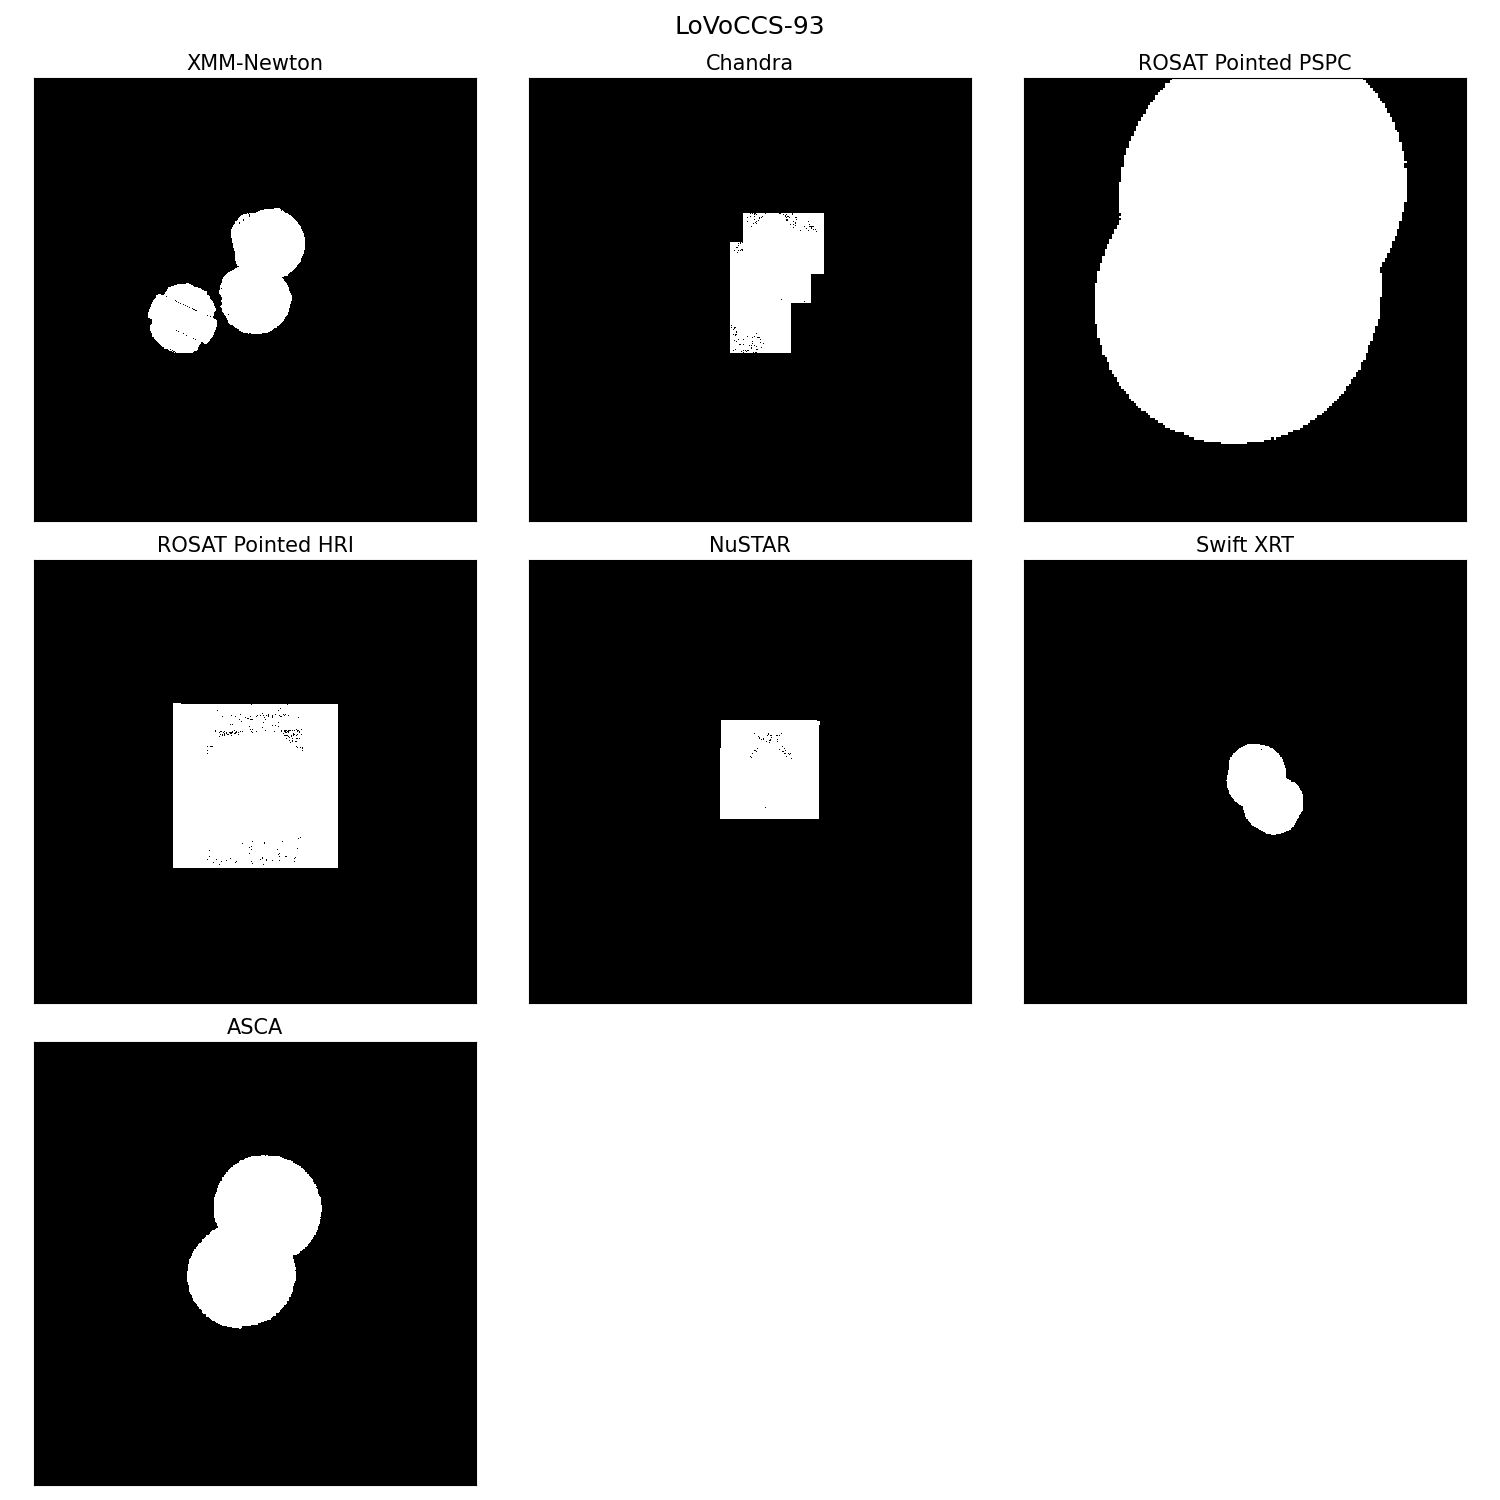 LoVoCCS-93
XMM-Newton
Chandra
ROSAT Pointed PSPC
ROSAT Pointed HRI
NuSTAR
Swift XRT
ASCA